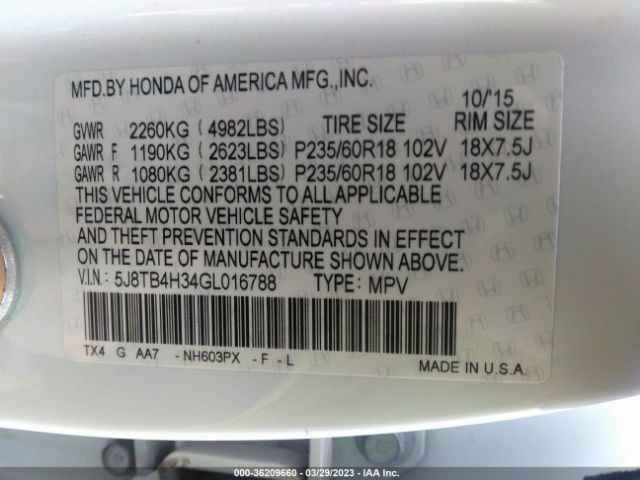 MFD.BY HONDA OF AMERICA MFG.,INC.
10/'15
GVWR 2260KG ( 4982LBS) TIRE SIZE RIM SIZE
GAWR F 1190KG ( 2623LBS) P235/60R18 102V 18X7.5J
GAWR R 1080KG ( 2381LBS) P235/60R18 102V 18X7.5J
THIS VEHICLE CONFORMS TO ALL APPLICABLE
FEDERAL MOTOR VEHICLE SAFETY
AND THEFT PREVENTION STANDARDS IN EFFECT
ON THE DATE OF MANUFACTURE SHOWN ABOVE.
V.I.N.: 5J8TB4H34GL016788 TYPE: MPV
TX4 G AA7 -NH603PX -F -L
MADE IN U.S.A.
000-36209660 - 03/29/2023 - IAA Inc.